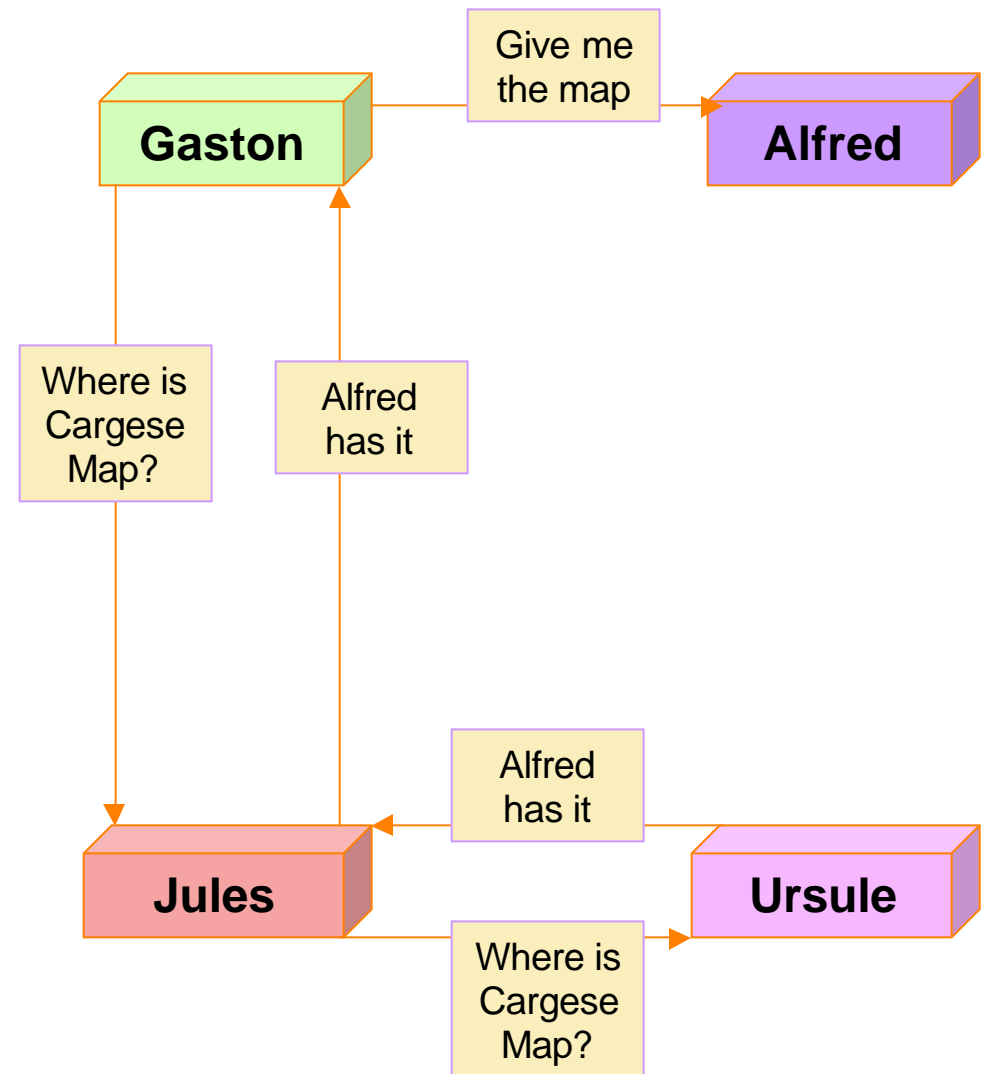 Give me
the map
Gaston
Alfred
Where is
Cargese
Map?
Alfred
has it
Alfred
has it
Jules
Ursule
Where is
Cargese
Map?